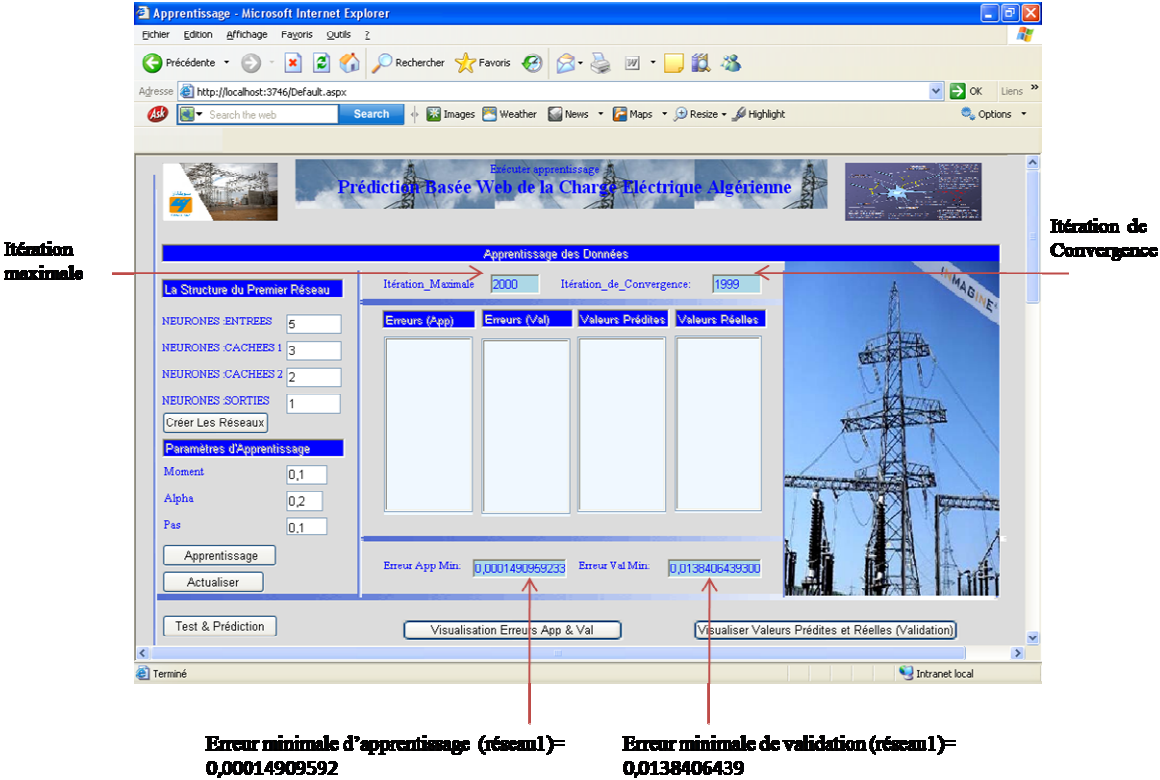 Apprentissage - Microsoft Internet Explorer
Fichier Edition Affichage Favoris Outils ?
Précédente Rechercher Favoris
Adresse http://localhost:3746/Default.aspx OK Liens »
Ask Search the web Search Images Weather News Maps Resize Highlight Options
Exécuter apprentissage
Prédiction Basée Web de la Charge Eléctrique Algérienne
Itération maximale
Itération de Convergence
Apprentissage des Données
La Structure du Premier Réseau
Itération_Maximale 2000 Itération_de_Convergence: 1999
INMAGINE
Erreurs (App) Erreurs (Val) Valeurs Prédites Valeurs Réelles
NEURONES :ENTREES 5
NEURONES :CACHEES 1 3
NEURONES :CACHEES 2 2
NEURONES :SORTIES 1
Créer Les Réseaux
Paramètres d'Apprentissage
Moment 0,1
Alpha 0,2
Pas 0,1
Apprentissage
Actualiser
Erreur App Min: 0,0001490959233 Erreur Val Min: 0,0138406439300
Test & Prédiction
Visualisation Erreurs App & Val
Visualiser Valeurs Prédites et Réelles (Validation)
Terminé Intranet local
Erreur minimale d'apprentissage (réseau1)=
0,00014909592
Erreur minimale de validation (réseau1)=
0,0138406439